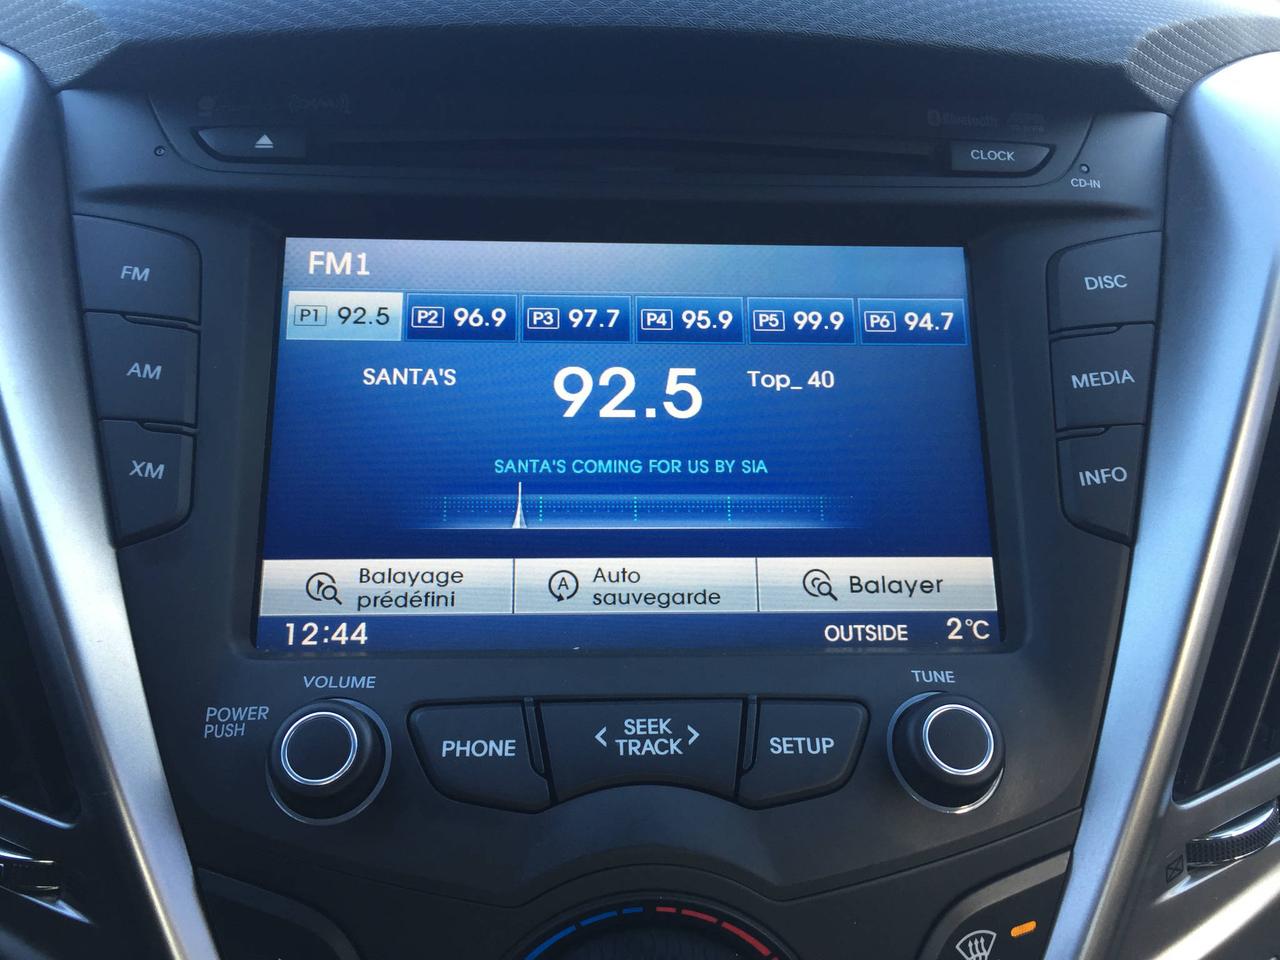 CLOCK
CD-IN
FM
AM
XM
DISC
MEDIA
INFO
FM1
P1 92.5 P2 96.9 P3 97.7 P4 95.9 P5 99.9 P6 94.7
SANTA'S 92.5 Top_40
SANTA'S COMING FOR US BY SIA
Balayage
prédéfini
A Auto
sauvegarde
Balayer
12:44 OUTSIDE 2°C
VOLUME
POWER
PUSH
PHONE
< SEEK
TRACK >
SETUP
TUNE
Bluetooth